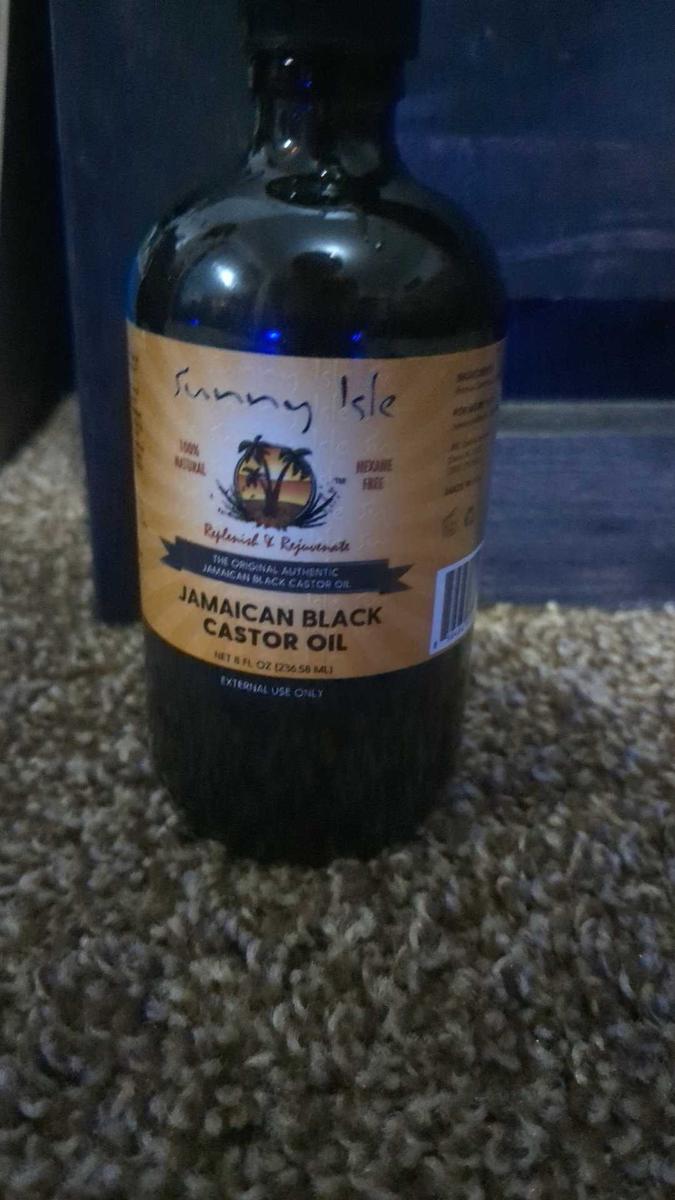 Sunny Isle
100%
NATURAL
HEXANE
FREE
TM
Replenish & Rejuvenate
THE ORIGINAL AUTHENTIC
JAMAICAN BLACK CASTOR OIL
JAMAICAN BLACK
CASTOR OIL
NET 8 FL OZ (236.58 ML)
EXTERNAL USE ONLY